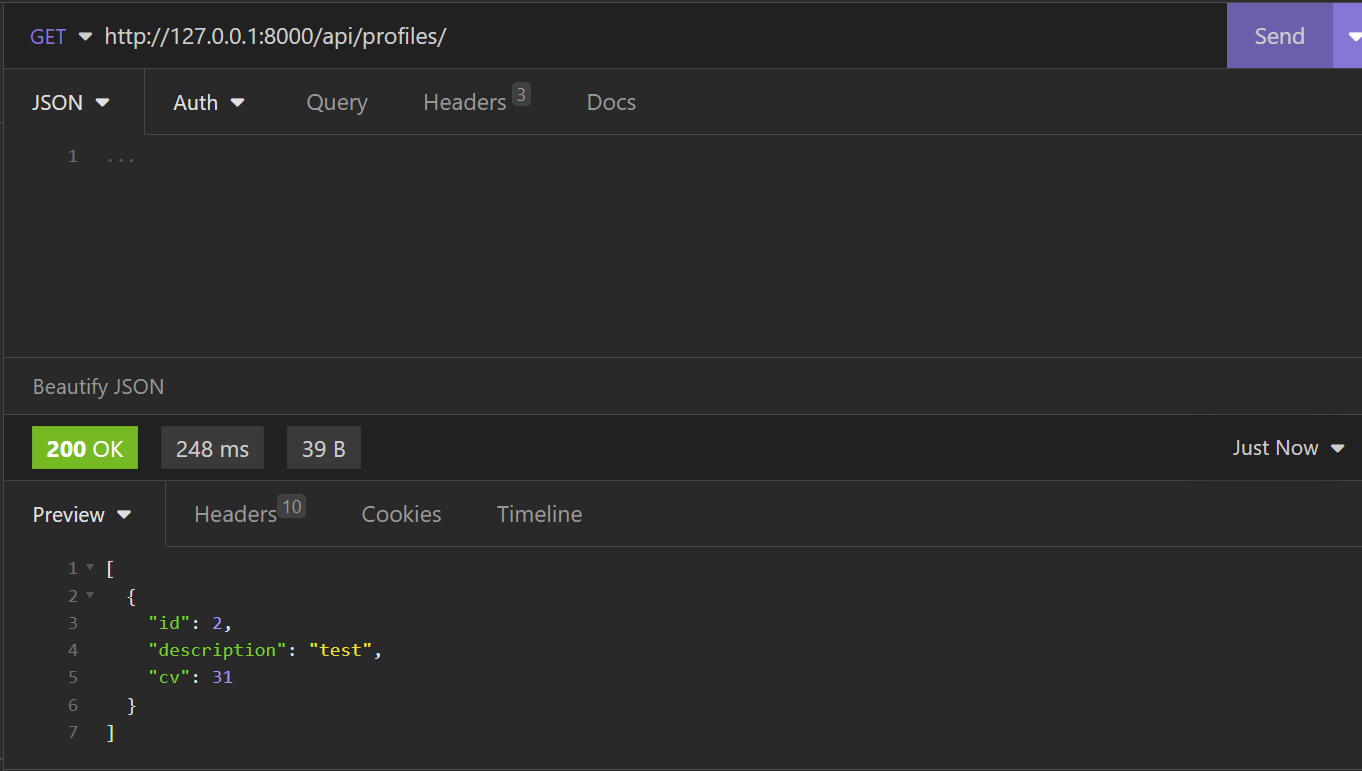 GET http://127.0.0.1:8000/api/profiles/ Send
JSON Auth Query Headers 3 Docs
1 ...
Beautify JSON
200 OK 248 ms 39 B Just Now
Preview Headers 10 Cookies Timeline
1 [
2 {
3 "id": 2,
4 "description": "test",
5 "cv": 31
6 }
7 ]